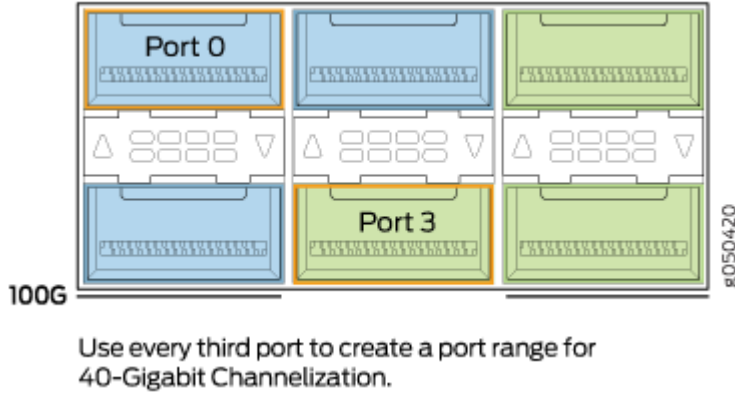 Port 0
Port 3
100G
g050420
Use every third port to create a port range for
40-Gigabit Channelization.